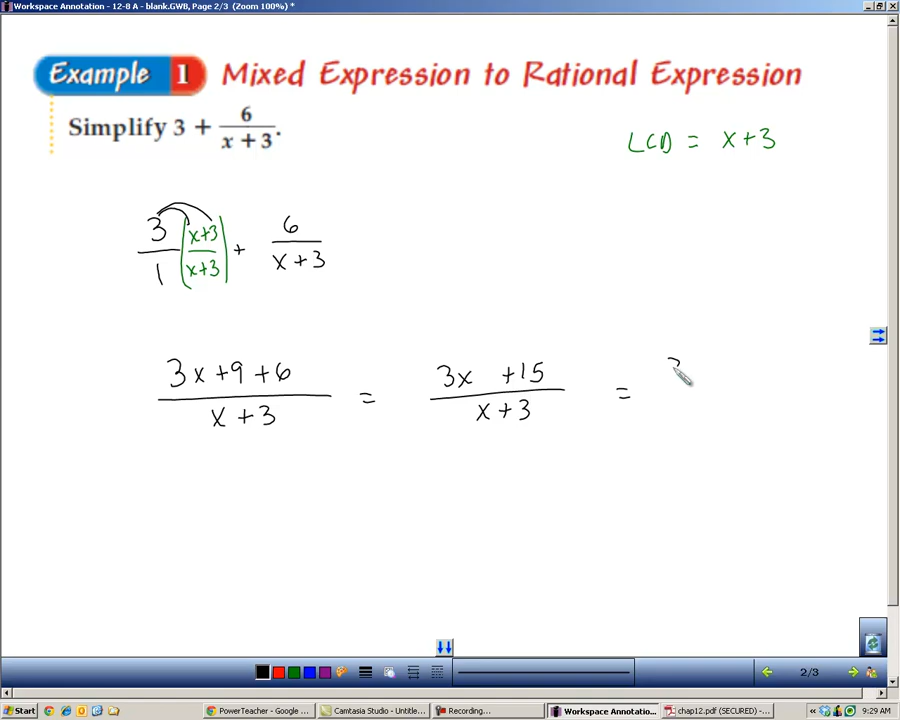 Workspace Annotation - 12-8 A - blank.GWB, Page 2/3 (Zoom 100%) *
Example 1 Mixed Expression to Rational Expression
Simplify 3 + 6/(x + 3).
LCD = x+3
3/1 (x+3/x+3) + 6/x+3
3x+9+6/x+3 = 3x +15/x+3 =
2/3
Start PowerTeacher - Google ... Camtasia Studio - Untitle... Recording... Workspace Annotation... chap12.pdf (SECURED) - ... 9:29 AM